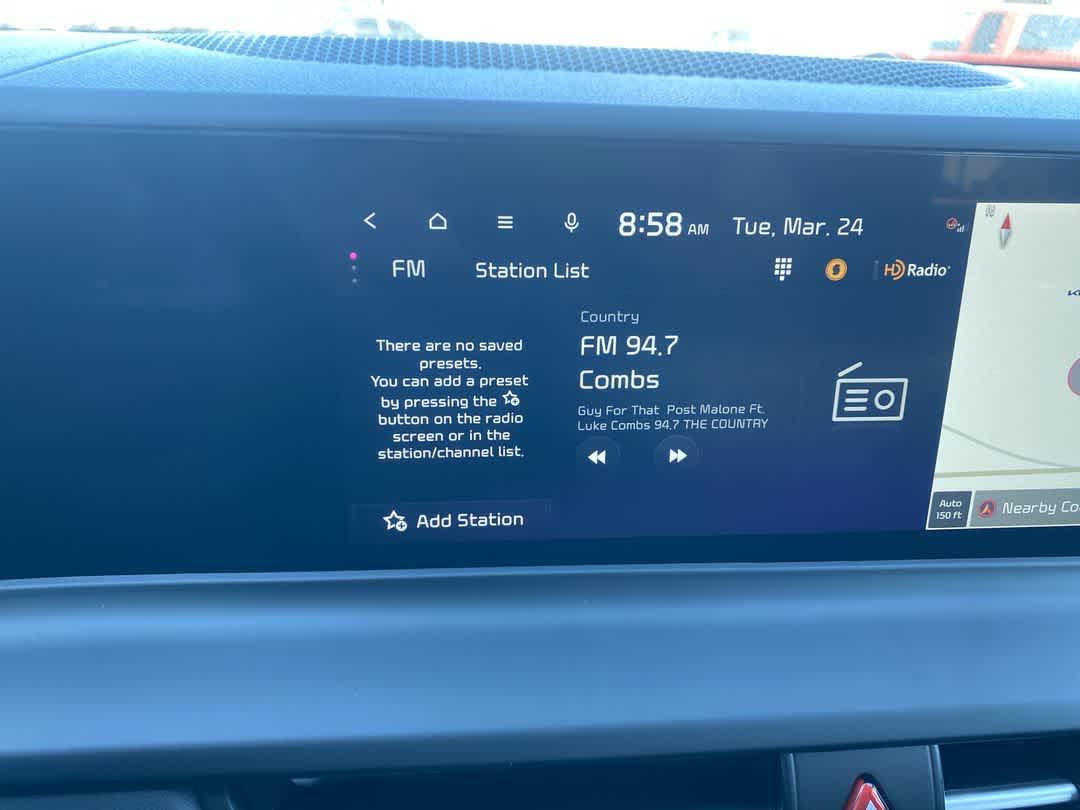 8:58 AM Tue, Mar. 24
FM Station List HD Radio
Country
FM 94.7
Combs
Guy For That Post Malone Ft.
Luke Combs 94.7 THE COUNTRY
There are no saved
presets.
You can add a preset
by pressing the
button on the radio
screen or in the
station/channel list.
Add Station
Auto
150 ft
Nearby